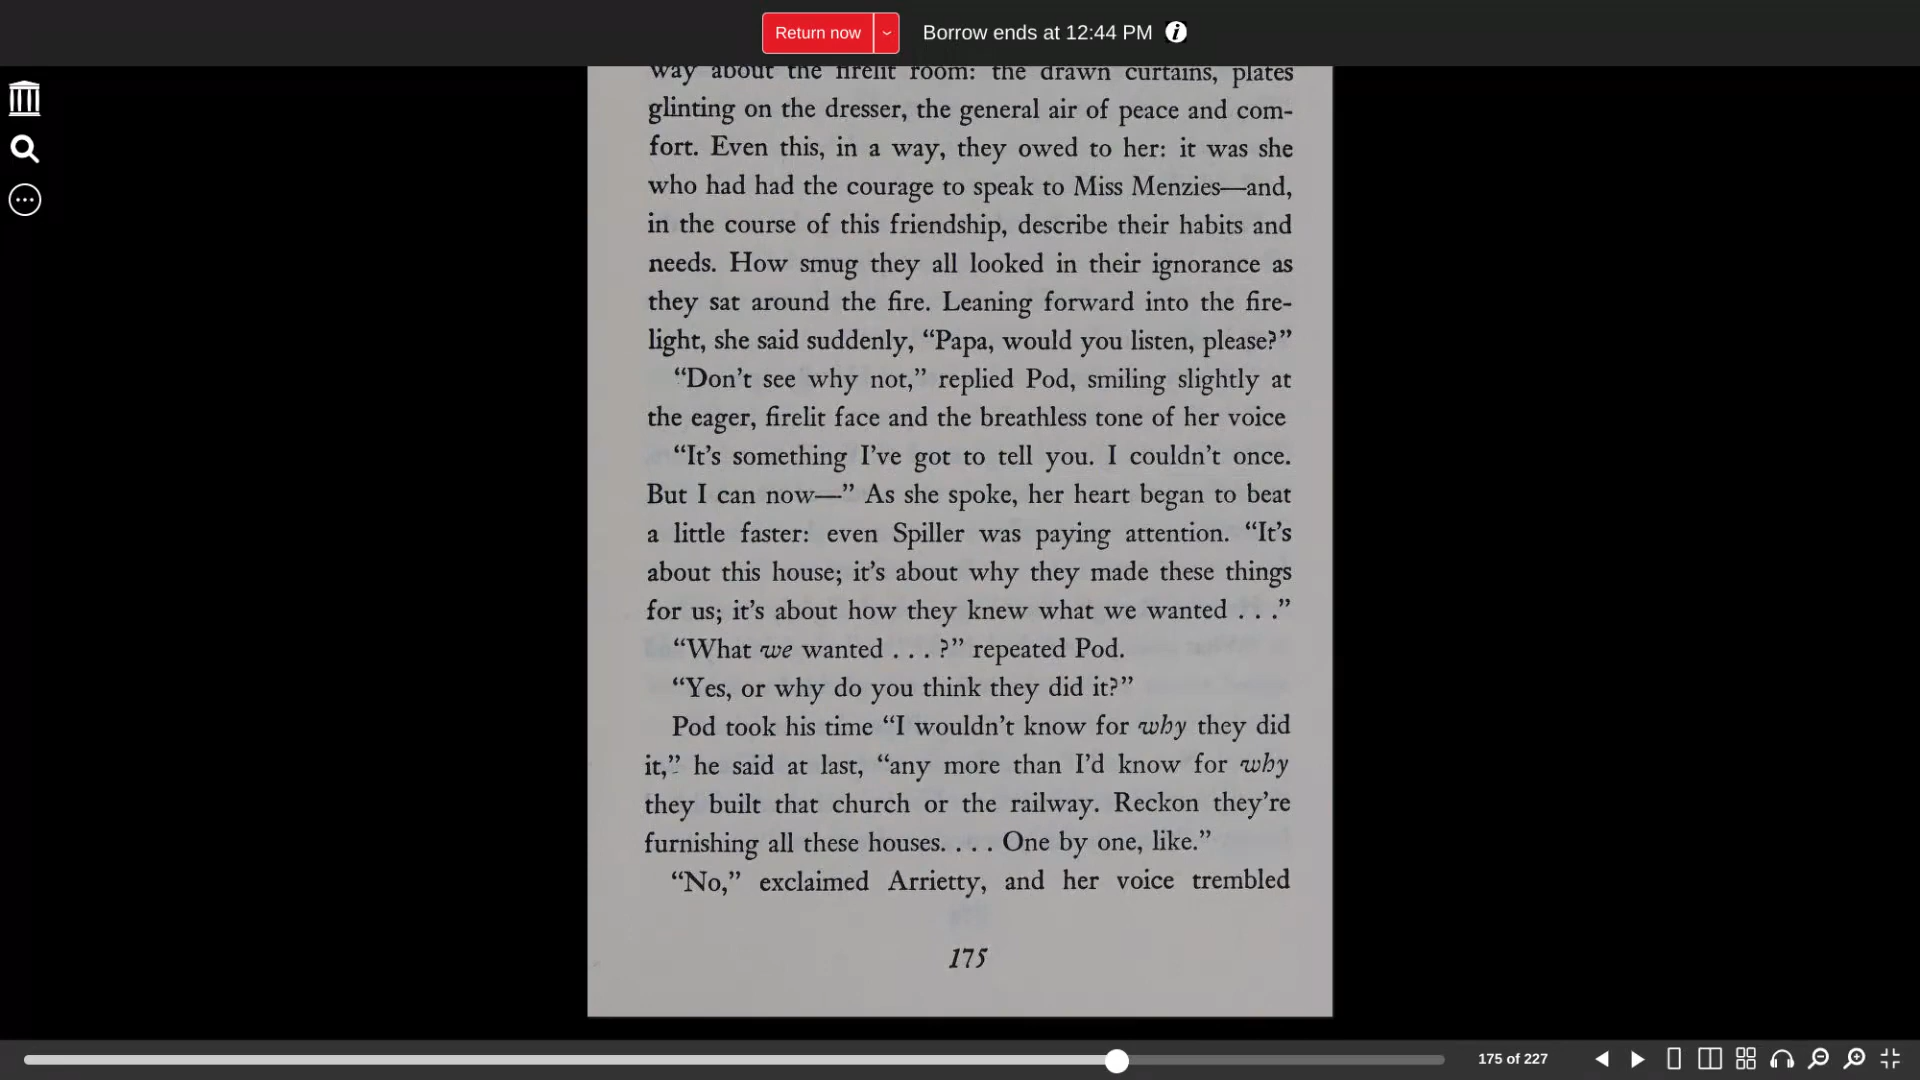 Return now
Borrow ends at 12:44 PM
way about the firelit room: the drawn curtains, plates
glinting on the dresser, the general air of peace and com-
fort. Even this, in a way, they owed to her: it was she
who had had the courage to speak to Miss Menzies—and,
in the course of this friendship, describe their habits and
needs. How smug they all looked in their ignorance as
they sat around the fire. Leaning forward into the fire-
light, she said suddenly, “Papa, would you listen, please?”
“Don’t see why not,” replied Pod, smiling slightly at
the eager, firelit face and the breathless tone of her voice
“It’s something I’ve got to tell you. I couldn’t once.
But I can now—” As she spoke, her heart began to beat
a little faster: even Spiller was paying attention. “It’s
about this house; it’s about why they made these things
for us; it’s about how they knew what we wanted . . .”
“What we wanted . . . ?” repeated Pod.
“Yes, or why do you think they did it?”
Pod took his time “I wouldn’t know for why they did
it,” he said at last, “any more than I’d know for why
they built that church or the railway. Reckon they’re
furnishing all these houses. . . . One by one, like.”
“No,” exclaimed Arrietty, and her voice trembled
175
175 of 227